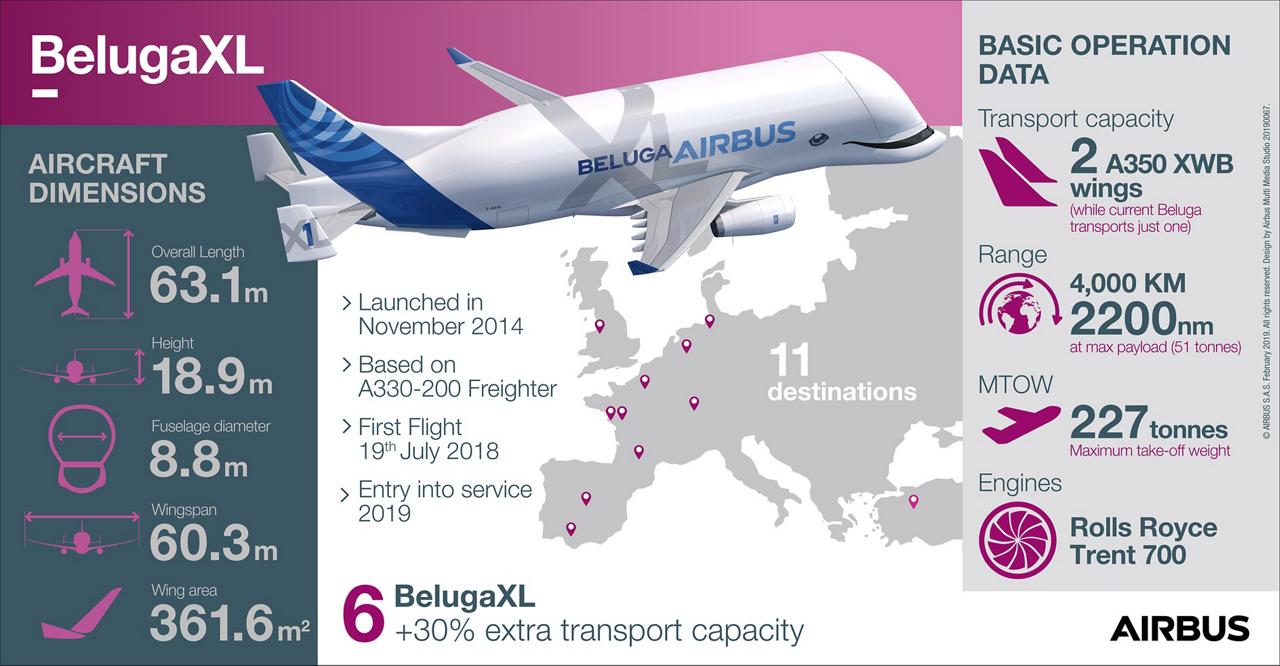 BelugaXL
AIRCRAFT
DIMENSIONS
Overall Length
63.1m
Height
18.9m
Fuselage diameter
8.8m
Wingspan
60.3m
Wing area
361.6m²
BELUGA AIRBUS
XL
X1
> Launched in
November 2014
> Based on
A330-200 Freighter
> First Flight
19th July 2018
> Entry into service
2019
11
destinations
6 BelugaXL
+30% extra transport capacity
BASIC OPERATION
DATA
Transport capacity
2 A350 XWB
wings
(while current Beluga
transports just one)
Range
4,000 KM
2200nm
at max payload (51 tonnes)
MTOW
227 tonnes
Maximum take-off weight
Engines
Rolls Royce
Trent 700
AIRBUS
© AIRBUS S.A.S. February 2019. All rights reserved. Design by Airbus Multi Media Studio 20190067.